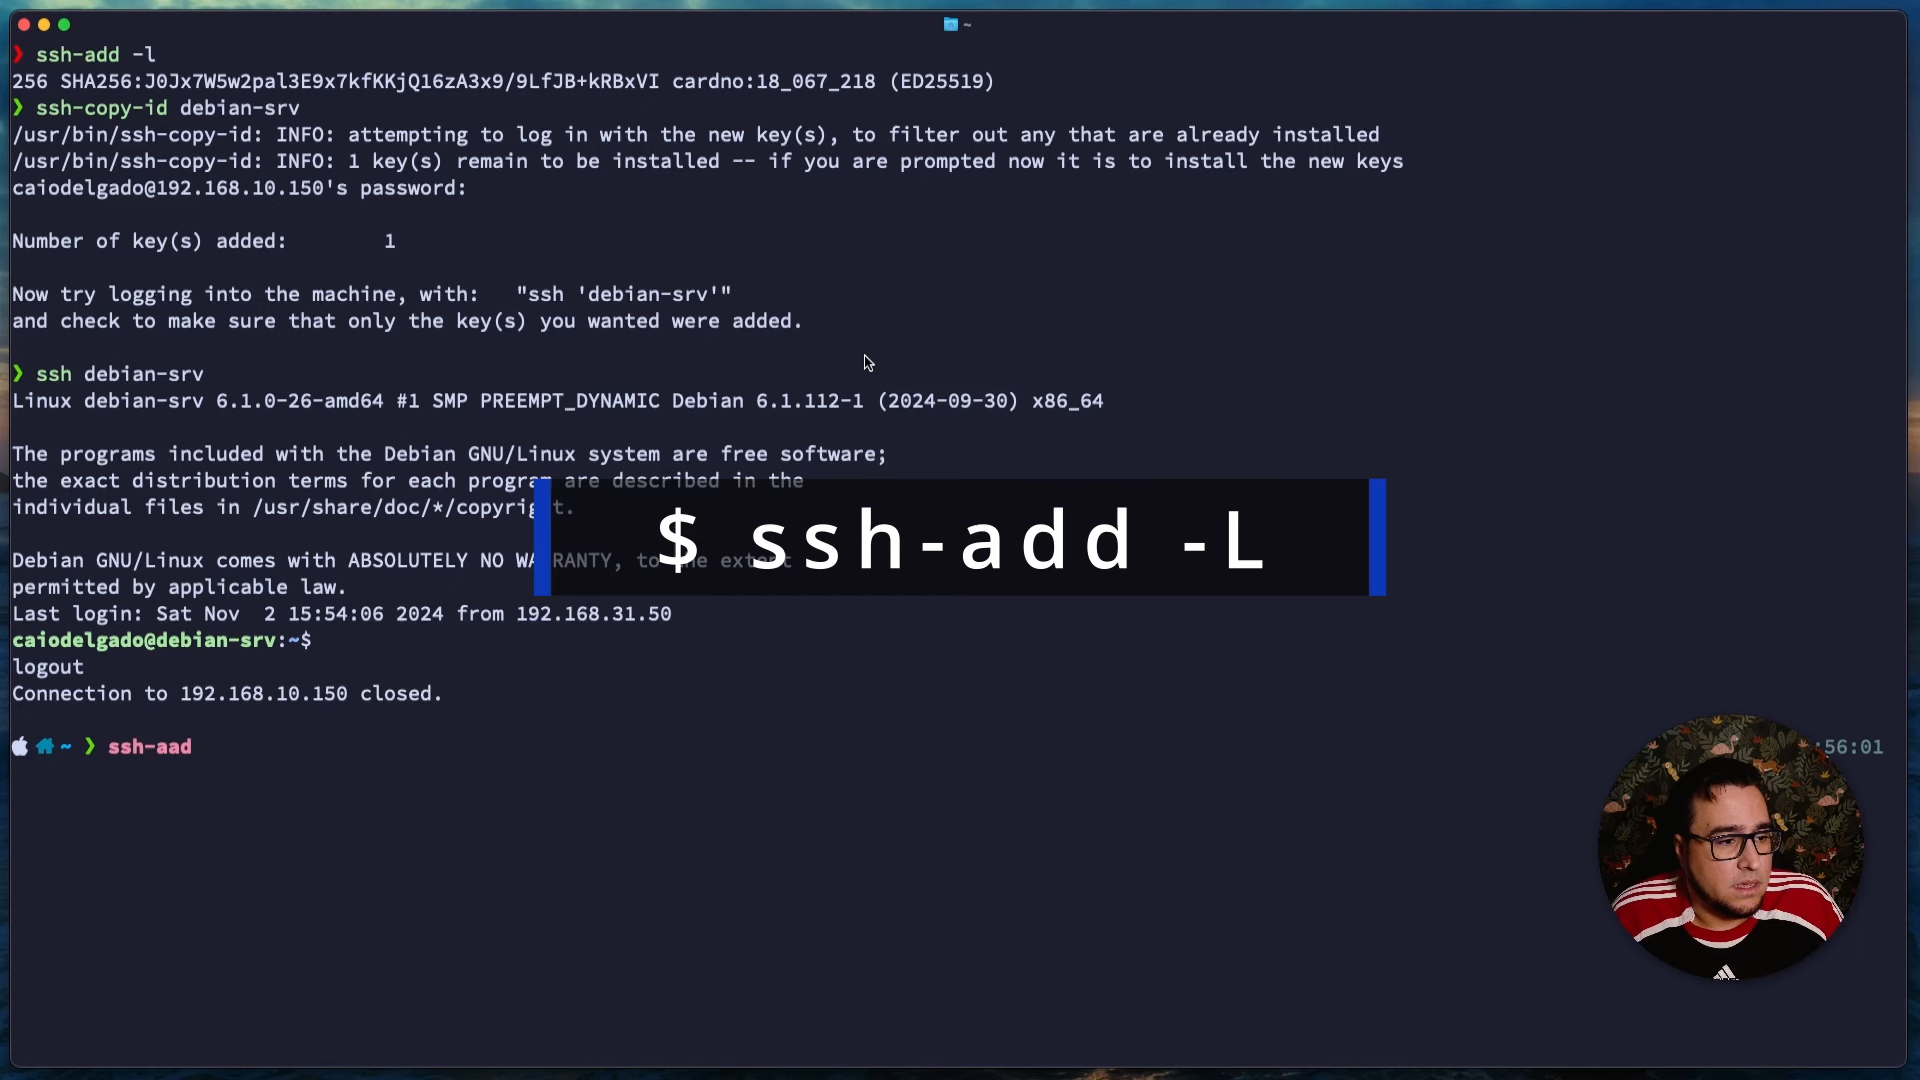 ~
❯ ssh-add -l
256 SHA256:J0Jx7W5w2pal3E9x7kfKKjQ16zA3x9/9LfJB+kRBxVI cardno:18_067_218 (ED25519)
❯ ssh-copy-id debian-srv
/usr/bin/ssh-copy-id: INFO: attempting to log in with the new key(s), to filter out any that are already installed
/usr/bin/ssh-copy-id: INFO: 1 key(s) remain to be installed -- if you are prompted now it is to install the new keys
caiodelgado@192.168.10.150's password:
Number of key(s) added:        1
Now try logging into the machine, with:   "ssh 'debian-srv'"
and check to make sure that only the key(s) you wanted were added.
❯ ssh debian-srv
Linux debian-srv 6.1.0-26-amd64 #1 SMP PREEMPT_DYNAMIC Debian 6.1.112-1 (2024-09-30) x86_64
The programs included with the Debian GNU/Linux system are free software;
the exact distribution terms for each program are described in the
individual files in /usr/share/doc/*/copyright.
$ ssh-add -L
Debian GNU/Linux comes with ABSOLUTELY NO WARRANTY, to the extent
permitted by applicable law.
Last login: Sat Nov  2 15:54:06 2024 from 192.168.31.50
caiodelgado@debian-srv:~$
logout
Connection to 192.168.10.150 closed.
~ ❯ ssh-aad
:56:01